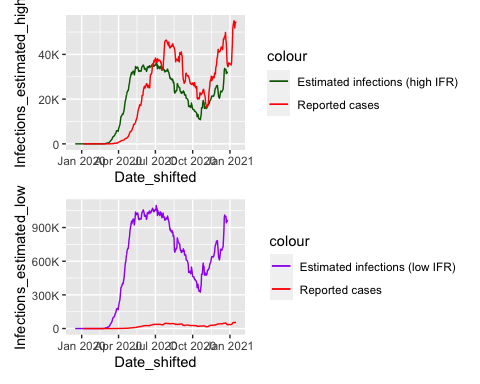 Infections_estimated_high
40K
20K
0
Jan 2020 Apr 2020 Jul 2020 Oct 2020 Jan 2021
Date_shifted
colour
Estimated infections (high IFR)
Reported cases
Infections_estimated_low
900K
600K
300K
0
Jan 2020 Apr 2020 Jul 2020 Oct 2020 Jan 2021
Date_shifted
colour
Estimated infections (low IFR)
Reported cases